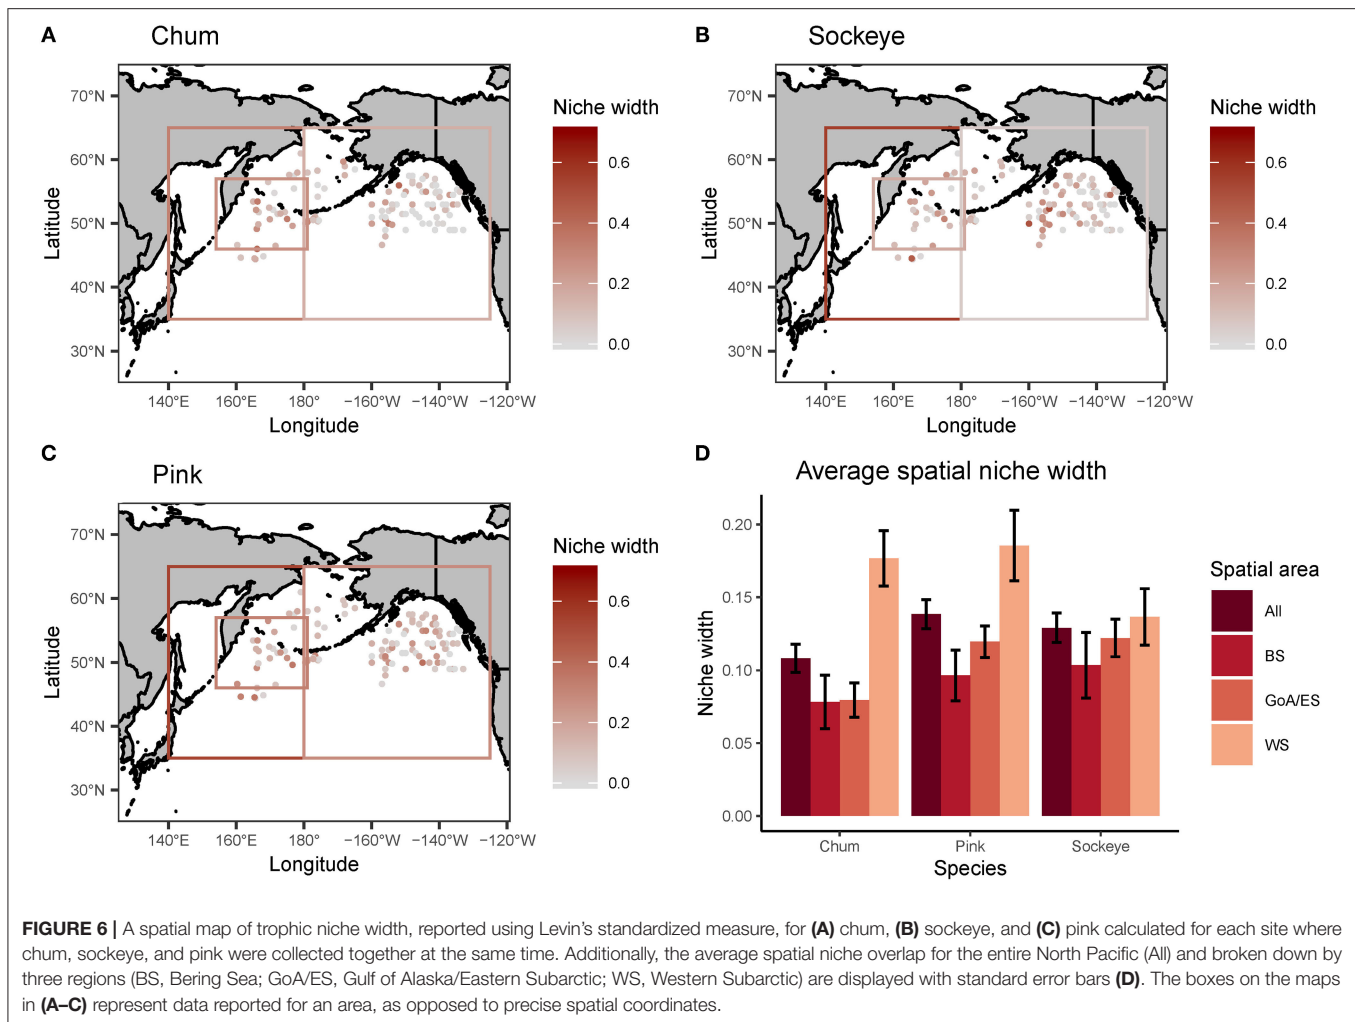 A
Chum
70°N
60°N
50°N
40°N
30°N
Latitude
140°E 160°E 180° −160°W −140°W −120°W
Longitude
Niche width
0.6
0.4
0.2
0.0
B
Sockeye
70°N
60°N
50°N
40°N
30°N
Latitude
140°E 160°E 180° −160°W −140°W −120°W
Longitude
Niche width
0.6
0.4
0.2
0.0
C
Pink
70°N
60°N
50°N
40°N
30°N
Latitude
140°E 160°E 180° −160°W −140°W −120°W
Longitude
Niche width
0.6
0.4
0.2
0.0
D
Average spatial niche width
0.20
0.15
0.10
0.05
0.00
Niche width
Chum Pink Sockeye
Species
Spatial area
All
BS
GoA/ES
WS
FIGURE 6 | A spatial map of trophic niche width, reported using Levin's standardized measure, for (A) chum, (B) sockeye, and (C) pink calculated for each site where
chum, sockeye, and pink were collected together at the same time. Additionally, the average spatial niche overlap for the entire North Pacific (All) and broken down by
three regions (BS, Bering Sea; GoA/ES, Gulf of Alaska/Eastern Subarctic; WS, Western Subarctic) are displayed with standard error bars (D). The boxes on the maps
in (A–C) represent data reported for an area, as opposed to precise spatial coordinates.